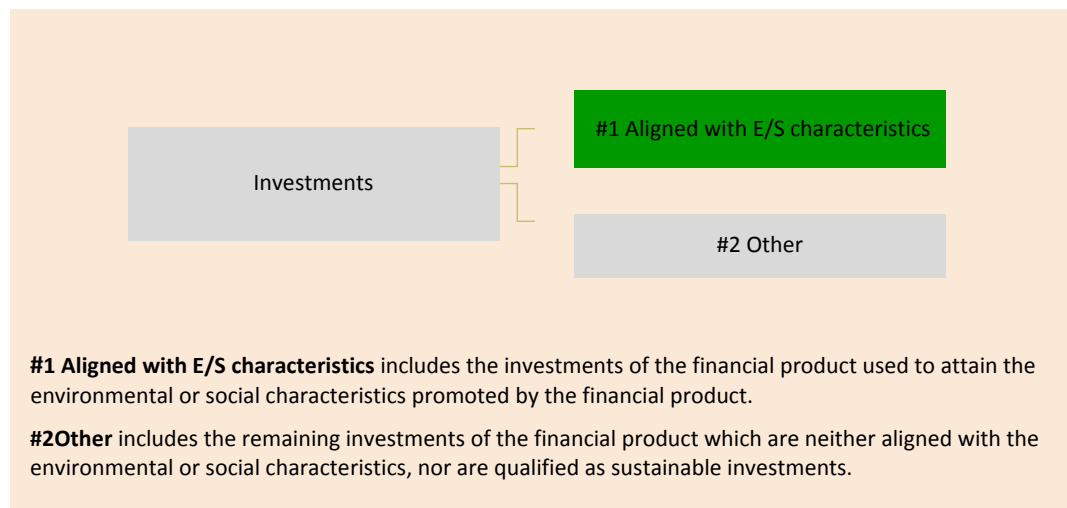 #1 Aligned with E/S characteristics
Investments
#2 Other
#1 Aligned with E/S characteristics includes the investments of the financial product used to attain the
environmental or social characteristics promoted by the financial product.
#2Other includes the remaining investments of the financial product which are neither aligned with the
environmental or social characteristics, nor are qualified as sustainable investments.